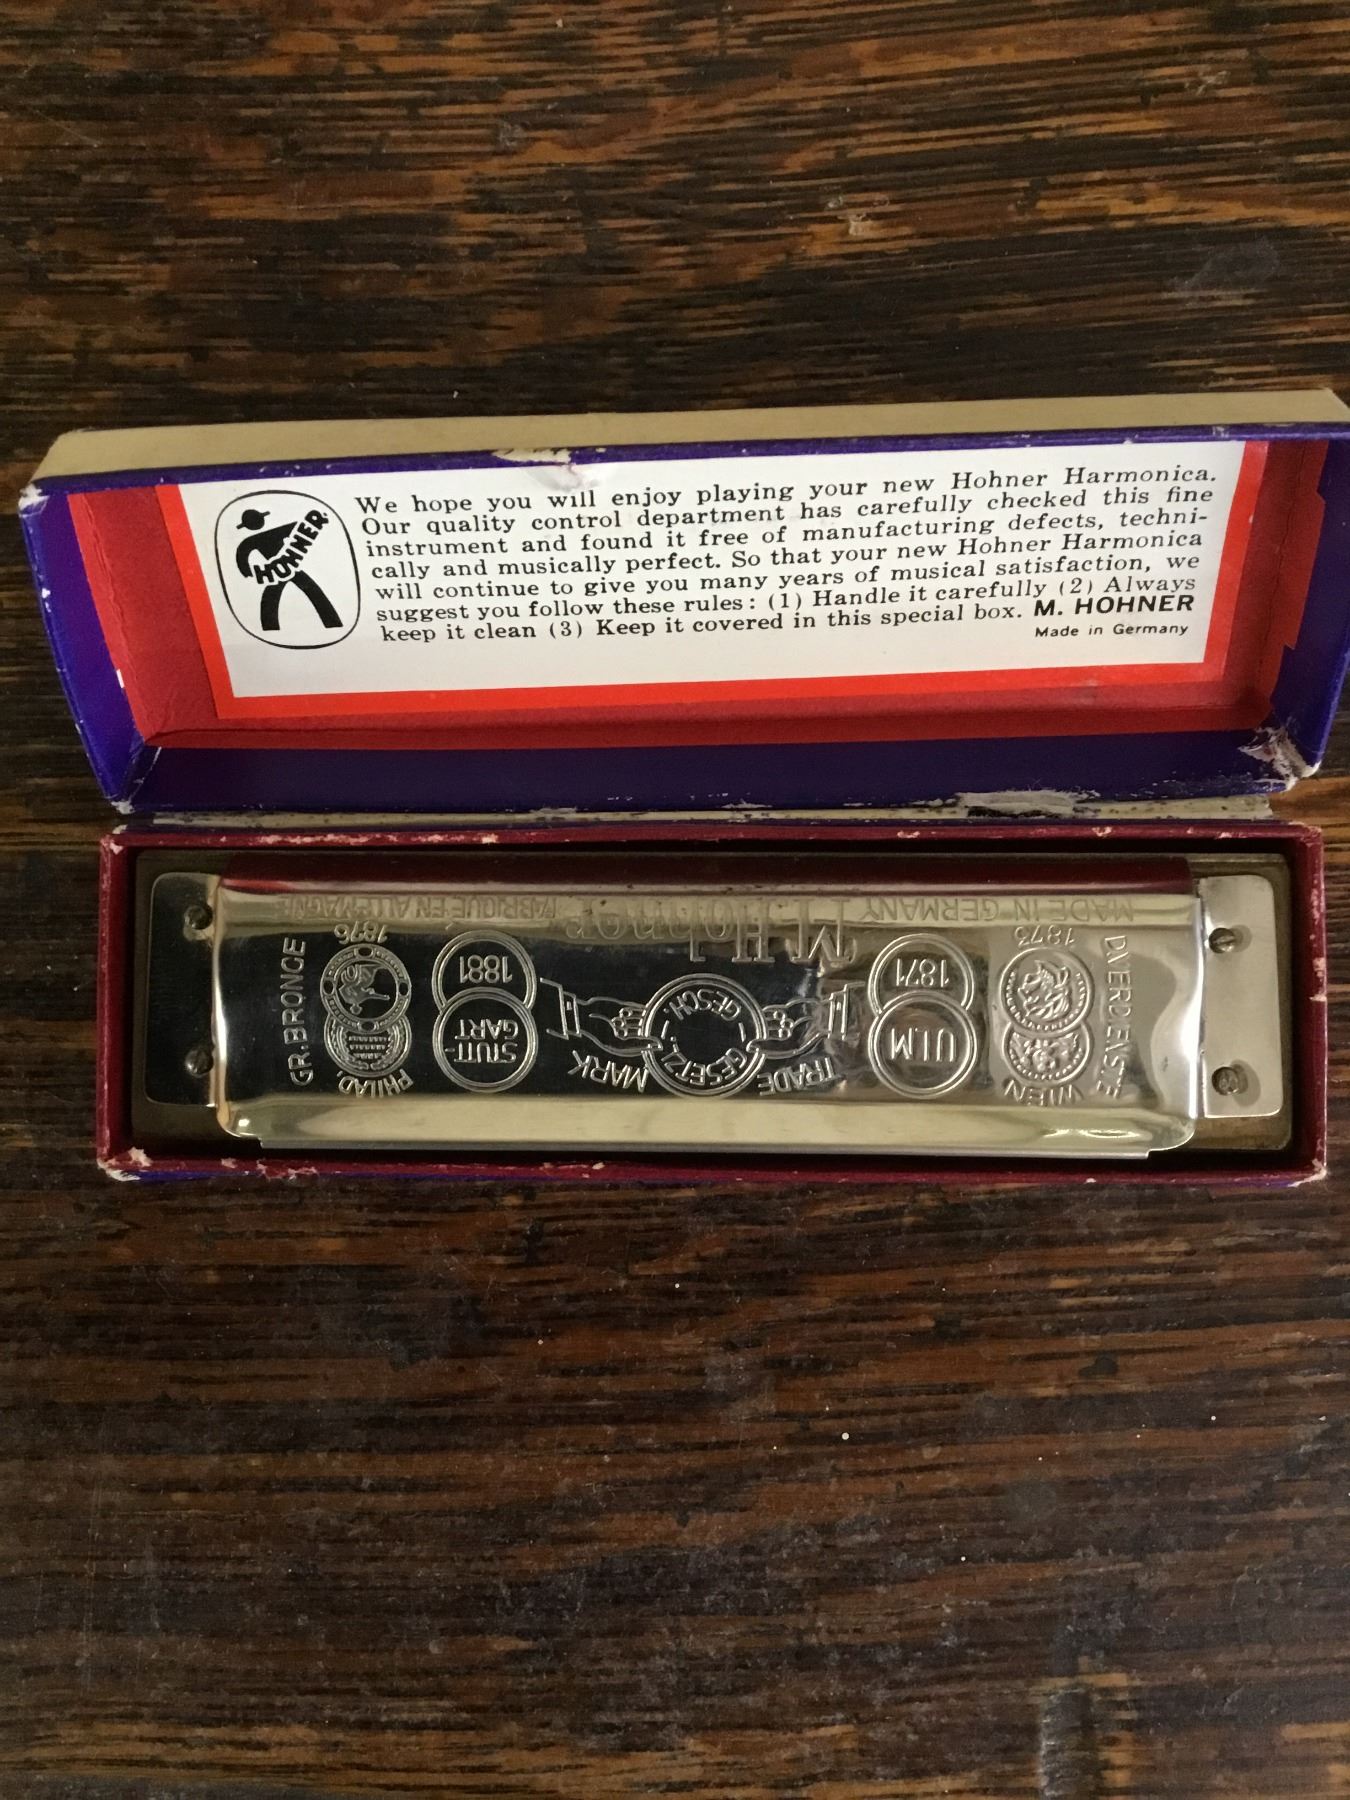 HOHNER
We hope you will enjoy playing your new Hohner Harmonica.
Our quality control department has carefully checked this fine
instrument and found it free of manufacturing defects, techni-
cally and musically perfect. So that your new Hohner Harmonica
will continue to give you many years of musical satisfaction, we
suggest you follow these rules: (1) Handle it carefully (2) Always
keep it clean (3) Keep it covered in this special box. M. HOHNER
Made in Germany
DIVERDIENSTE
WIEN
1873
ULM
1871
TRADE MARK
GESETZL. GESCH.
STUTT-
GART
1881
PHILAD.
1876
GR.BRONCE
MADE IN GERMANY M. Hohner FABRIQUE EN ALLEMAGNE